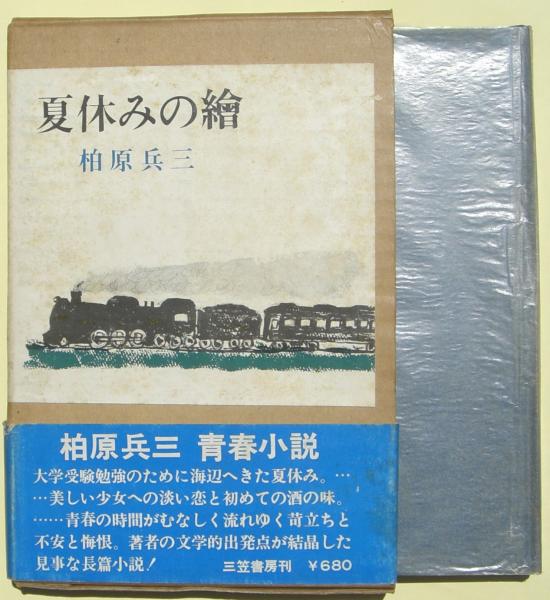 夏休みの繪
柏原兵三
柏原兵三 青春小説
大学受験勉強のために海辺へきた夏休み。…
…美しい少女への淡い恋と初めての酒の味。
……青春の時間がむなしく流れゆく苛立ちと
不安と悔恨。著者の文学的出発点が結晶した
見事な長篇小説! 三笠書房刊 ¥680